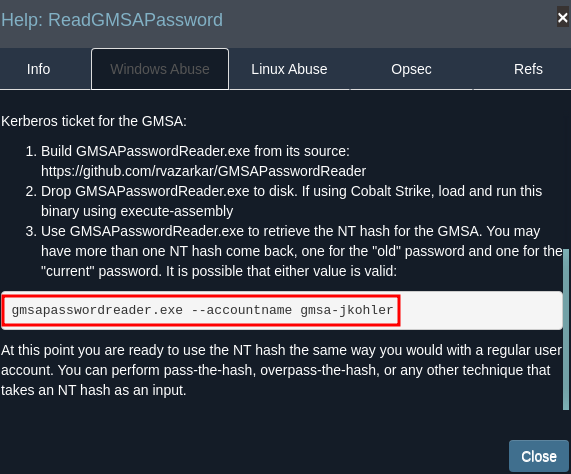 Help: ReadGMSAPassword
×
Info
Windows Abuse
Linux Abuse
Opsec
Refs
Kerberos ticket for the GMSA:
1. Build GMSAPasswordReader.exe from its source:
https://github.com/rvazarkar/GMSAPasswordReader
2. Drop GMSAPasswordReader.exe to disk. If using Cobalt Strike, load and run this
binary using execute-assembly
3. Use GMSAPasswordReader.exe to retrieve the NT hash for the GMSA. You may
have more than one NT hash come back, one for the "old" password and one for the
"current" password. It is possible that either value is valid:
gmsapasswordreader.exe --accountname gmsa-jkohler
At this point you are ready to use the NT hash the same way you would with a regular user
account. You can perform pass-the-hash, overpass-the-hash, or any other technique that
takes an NT hash as an input.
Close